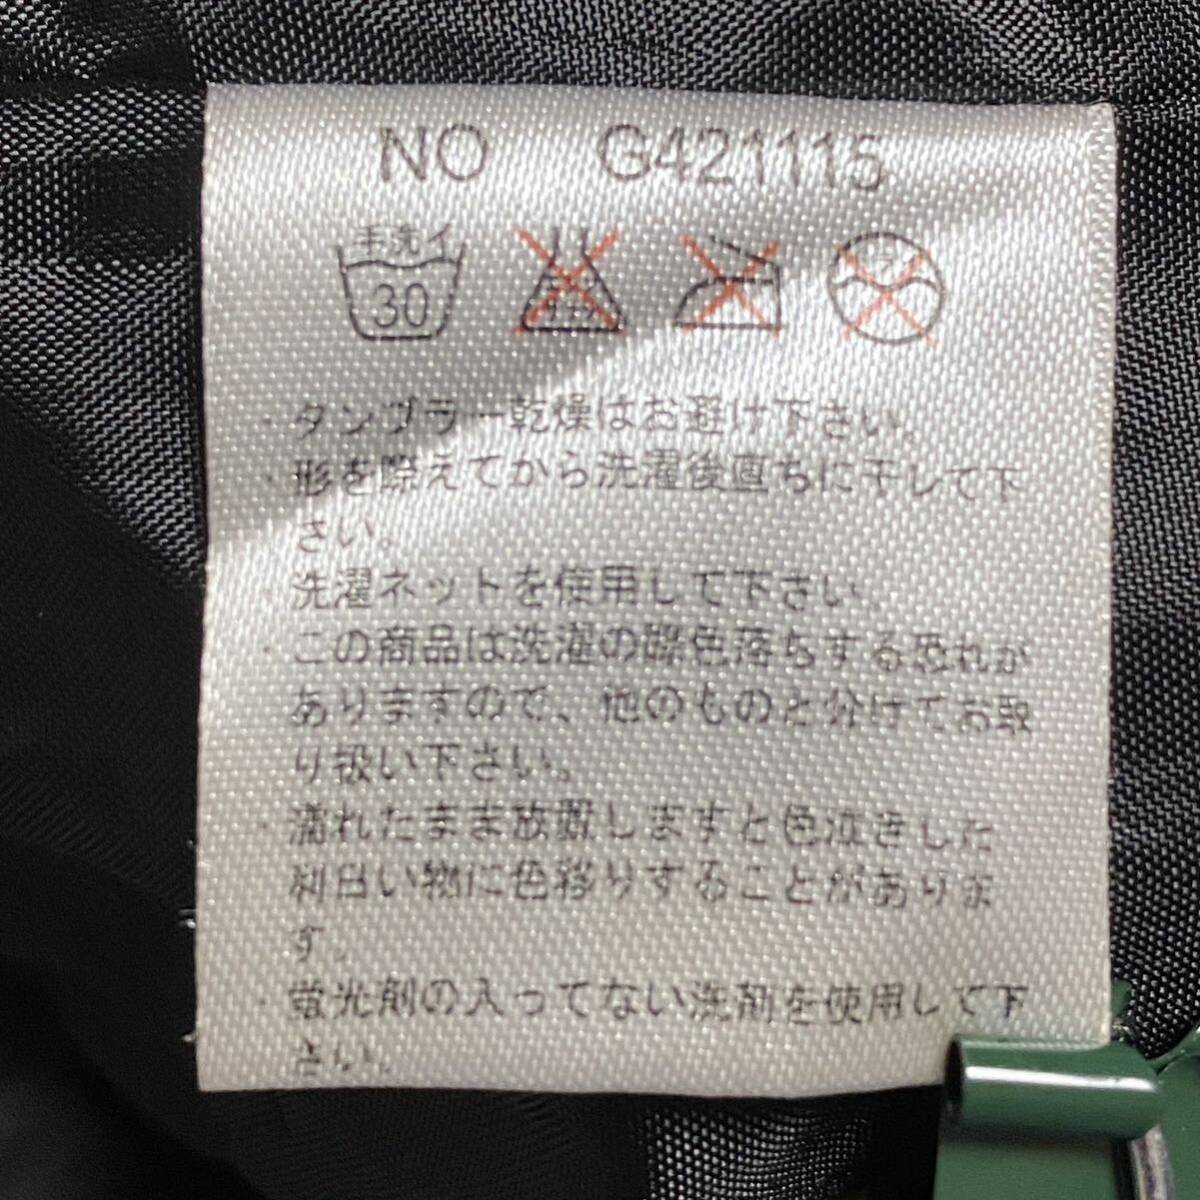 NO G421115
手洗イ
30
・タンブラー乾燥はお避け下さい。
・形を隙えてから洗濯後直ちに干して下
さい。
・洗濯ネットを使用して下さい。
・この商品は洗濯の際色落ちする恐れが
ありますので、他のものと分けてお取
り扱い下さい。
・濡れたまま放置しますと色泣きした
り白い物に色移りすることがありま
す。
・蛍光剤の入ってない洗剤を使用して下
さい。